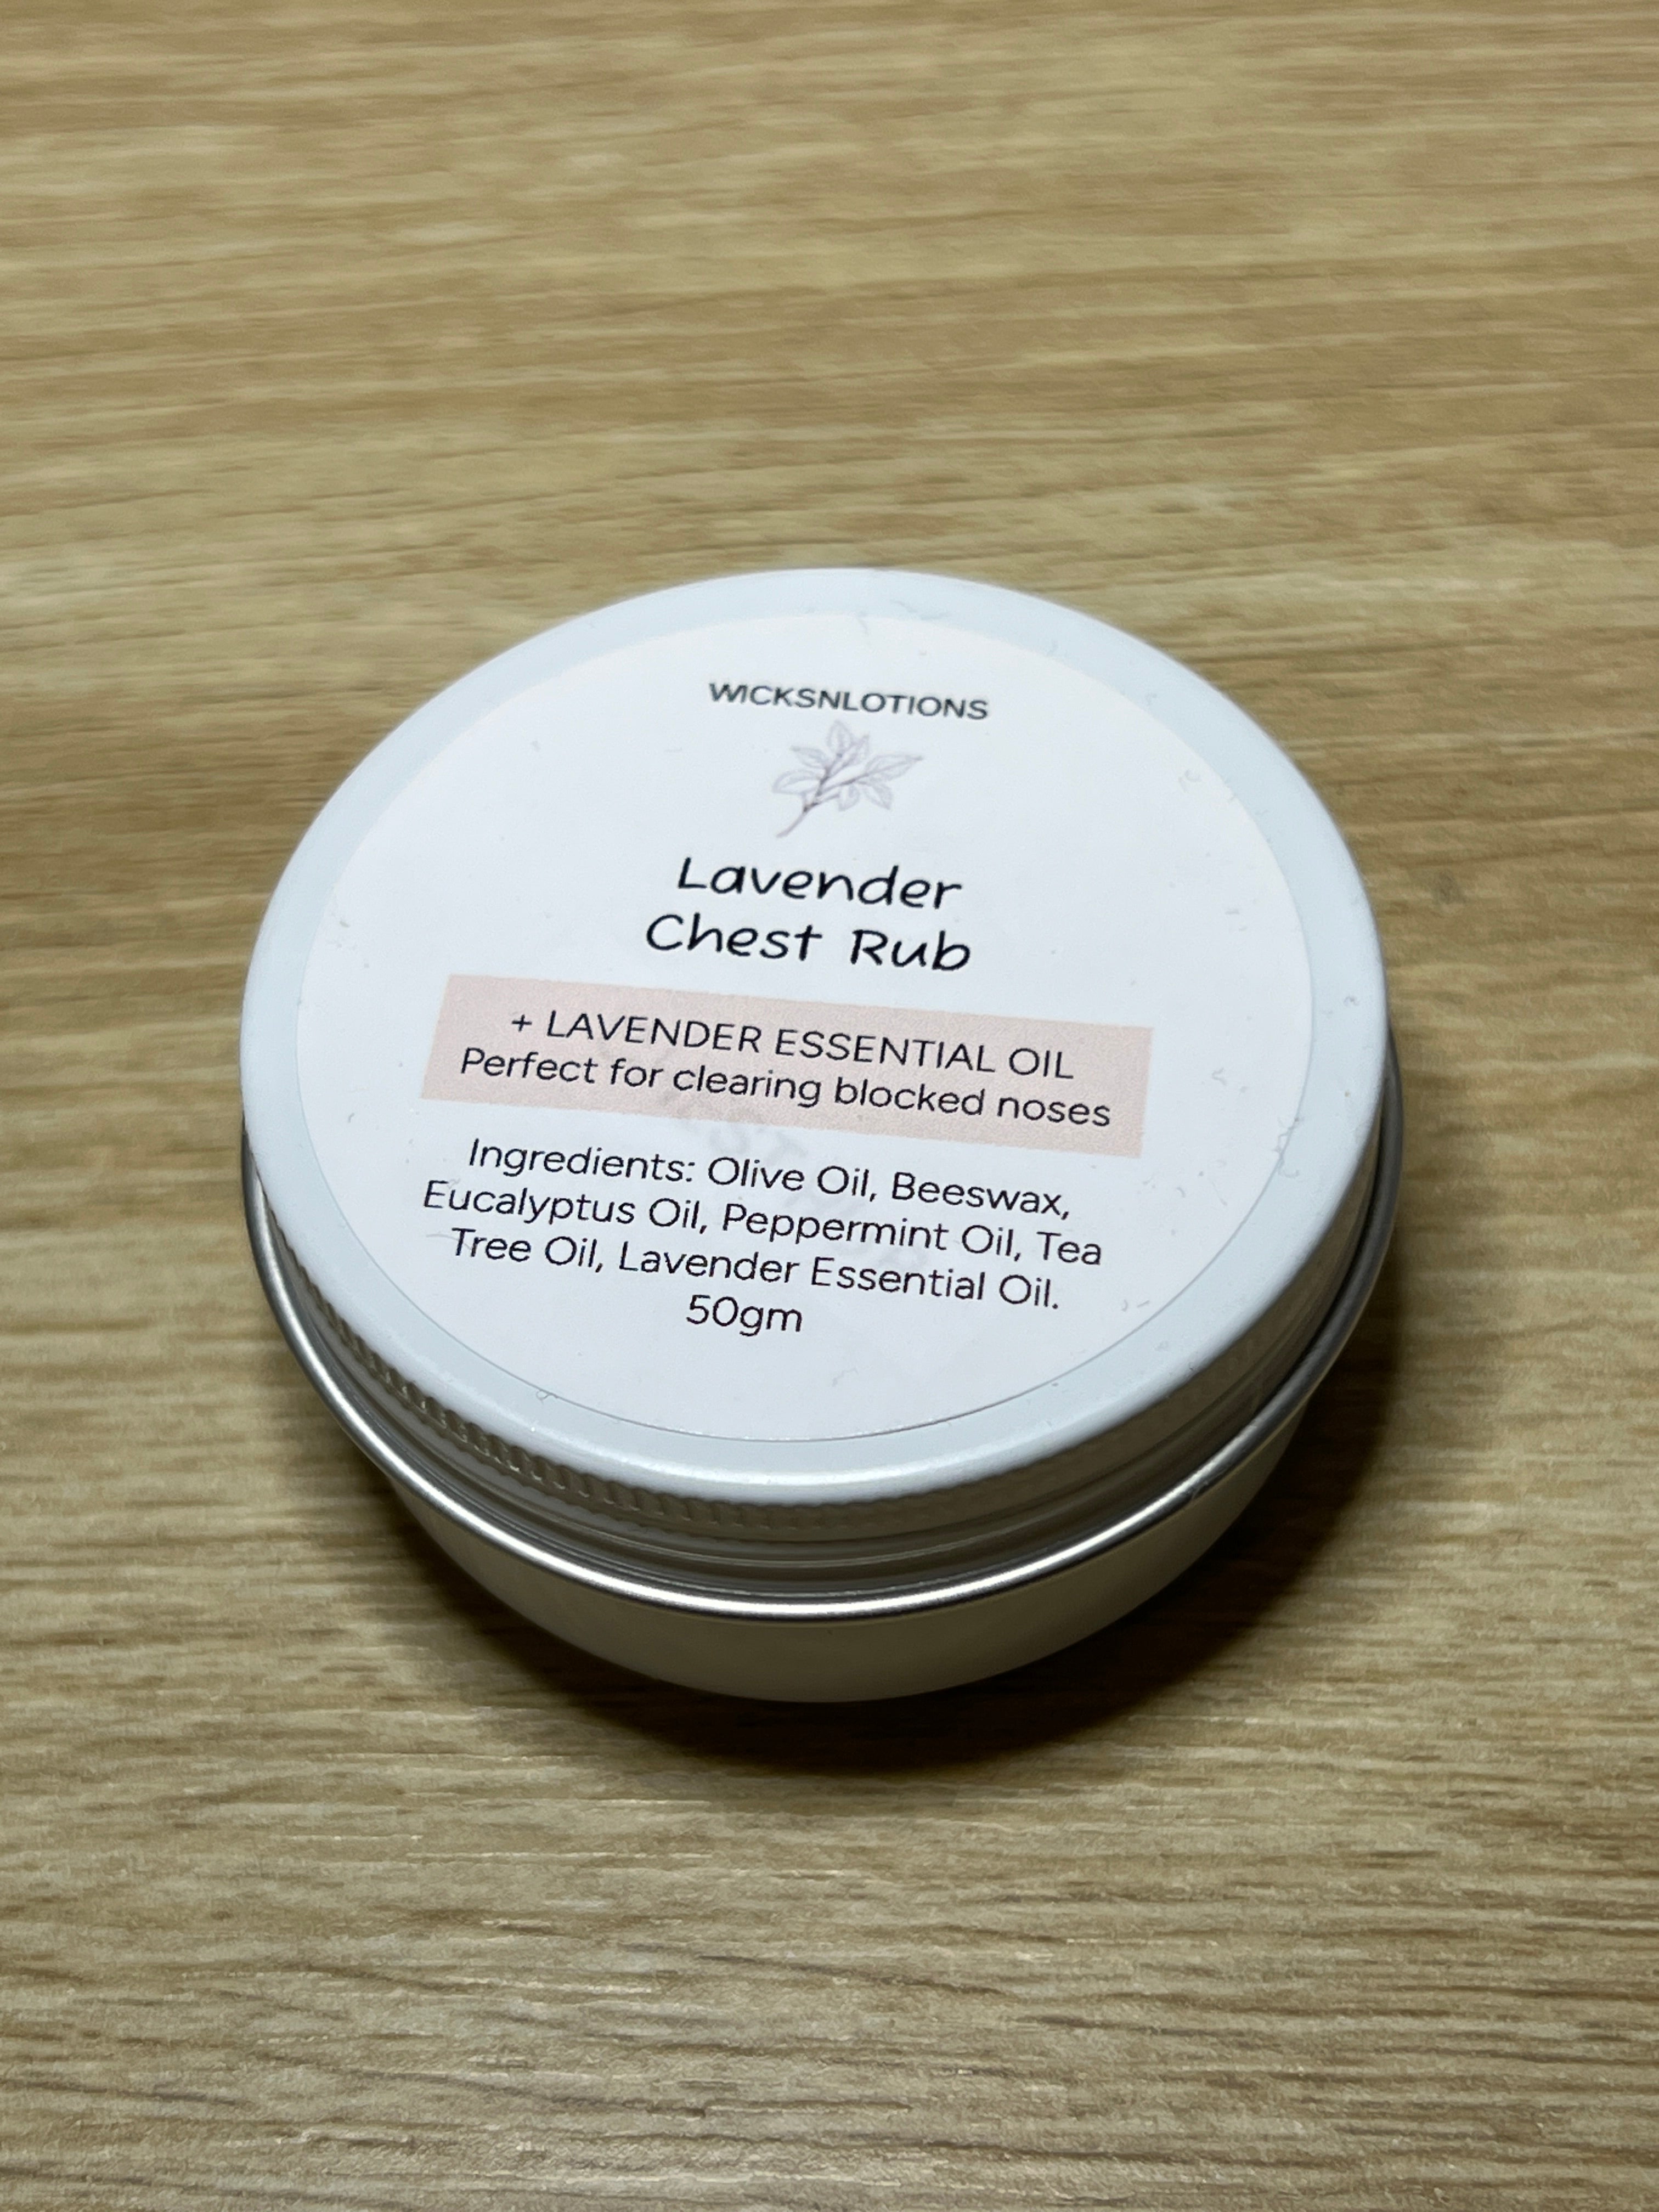 WICKSNLOTIONS
Lavender
Chest Rub
+ LAVENDER ESSENTIAL OIL
Perfect for clearing blocked noses
Ingredients: Olive Oil, Beeswax,
Eucalyptus Oil, Peppermint Oil, Tea
Tree Oil, Lavender Essential Oil.
50gm